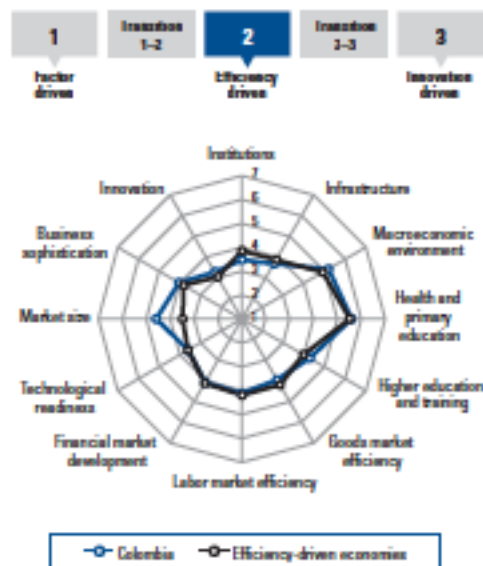 1
Transition
1–2
2
Transition
2–3
3
Factor
driven
Efficiency
driven
Innovation
driven
Institutions
7
6
5
4
3
2
1
Innovation
Infrastructure
Business
sophistication
Macroeconomic
environment
Market size
Health and
primary
education
Technological
readiness
Higher education
and training
Financial market
development
Goods market
efficiency
Labor market efficiency
Colombia
Efficiency-driven economies